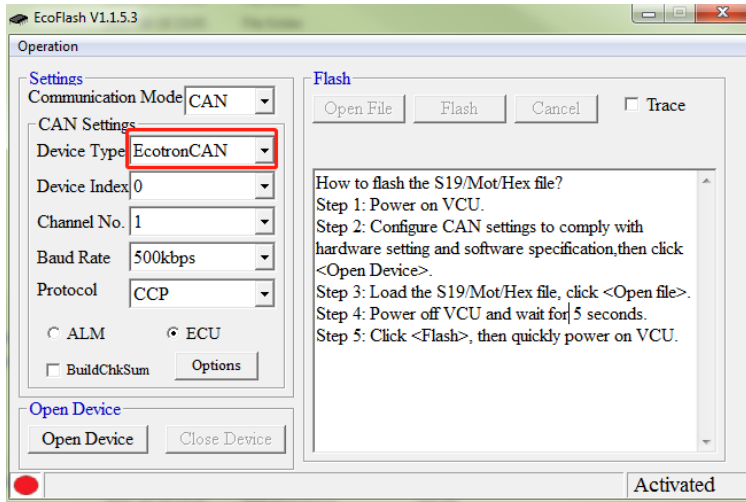 EcoFlash V1.1.5.3
Operation
Settings
Communication Mode CAN
CAN Settings
Device Type EcotronCAN
Device Index 0
Channel No. 1
Baud Rate 500kbps
Protocol CCP
ALM ECU
BuildChkSum Options
Open Device
Open Device Close Device
Flash
Open File Flash Cancel Trace
How to flash the S19/Mot/Hex file?
Step 1: Power on VCU.
Step 2: Configure CAN settings to comply with
hardware setting and software specification,then click
<Open Device>.
Step 3: Load the S19/Mot/Hex file, click <Open file>.
Step 4: Power off VCU and wait for 5 seconds.
Step 5: Click <Flash>, then quickly power on VCU.
Activated